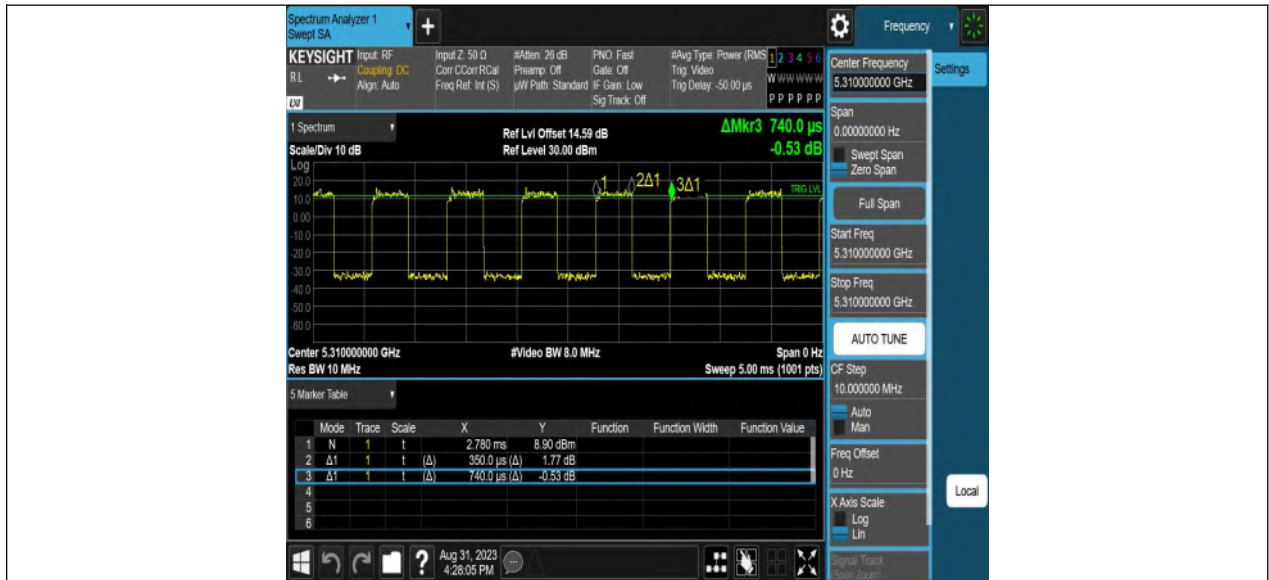 Spectrum Analyzer 1
Swept SA
+
Frequency
KEYSIGHT Input: RF Input Z: 50 Ω #Atten: 26 dB PNO: Fast #Avg Type: Power (RMS 1 2 3 4 5 6
RL Coupling: DC Corr CCorr RCal Preamp: Off Gate: Off Trig: Video W W W W W W
Align: Auto Freq Ref: Int (S) µW Path: Standard IF Gain: Low Trig Delay: -50.00 µs
LXI Sig Track: Off P P P P P P
1 Spectrum
Scale/Div 10 dB
Ref Lvl Offset 14.59 dB
Ref Level 30.00 dBm
ΔMkr3 740.0 µs
-0.53 dB
Log
20.0
10.0
0.00
-10.0
-20.0
-30.0
-40.0
-50.0
-60.0
1 2Δ1 3Δ1 TRIG LVL
Center 5.310000000 GHz #Video BW 8.0 MHz Span 0 Hz
Res BW 10 MHz Sweep 5.00 ms (1001 pts)
5 Marker Table
Mode Trace Scale X Y Function Function Width Function Value
1 N 1 t 2.780 ms 8.90 dBm
2 Δ1 1 t (Δ) 350.0 µs (Δ) 1.77 dB
3 Δ1 1 t (Δ) 740.0 µs (Δ) -0.53 dB
4
5
6
? Aug 31, 2023
4:28:05 PM
Center Frequency
5.310000000 GHz
Settings
Span
0.00000000 Hz
Swept Span
Zero Span
Full Span
Start Freq
5.310000000 GHz
Stop Freq
5.310000000 GHz
AUTO TUNE
CF Step
10.000000 MHz
Auto
Man
Freq Offset
0 Hz
X Axis Scale
Log
Lin
Local
Signal Track
(Span Zoom)